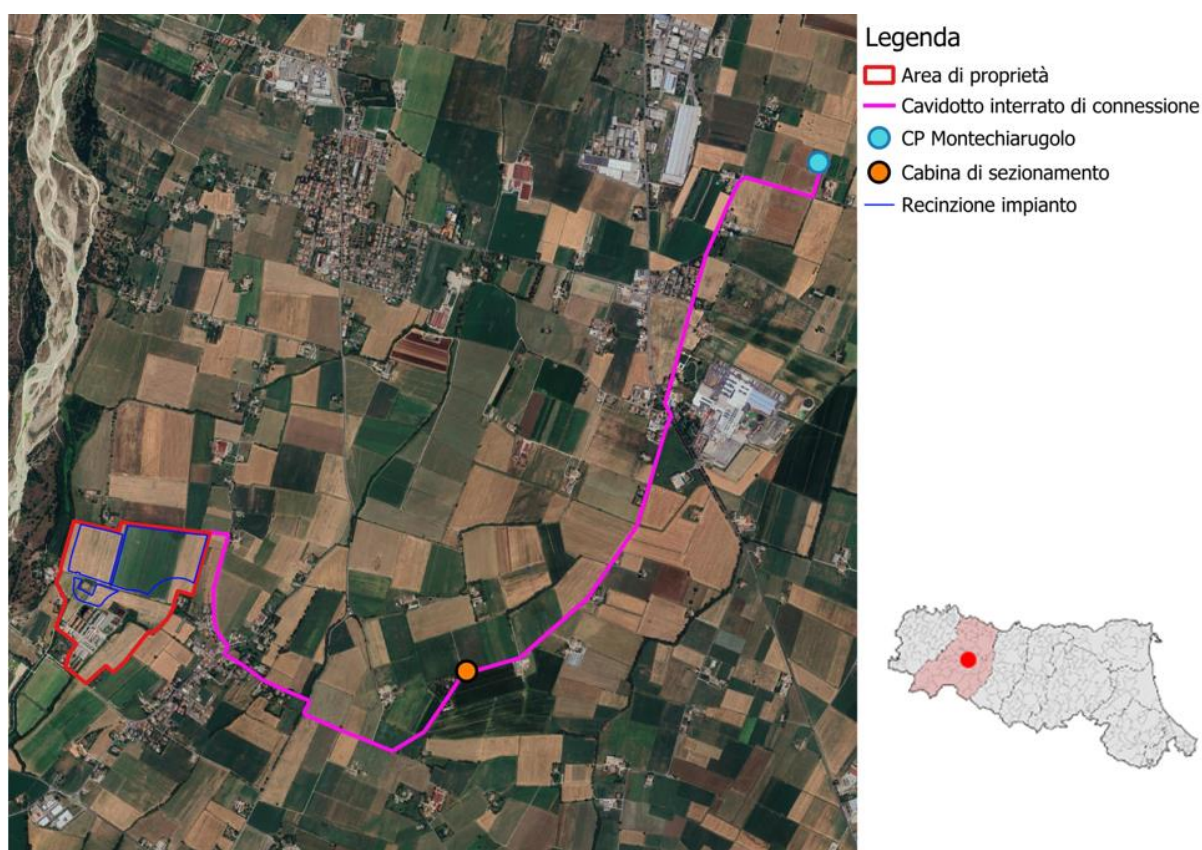 Legenda
Area di proprietà
Cavidotto interrato di connessione
CP Montechiarugolo
Cabina di sezionamento
Recinzione impianto